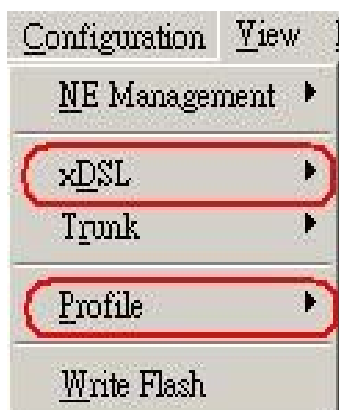 Configuration View
NE Management
xDSL
Trunk
Profile
Write Flash